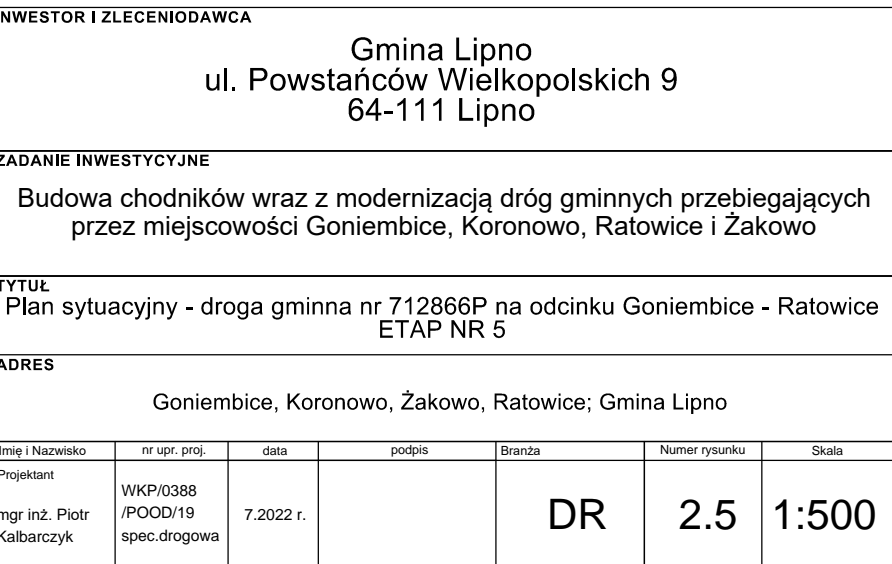 INWESTOR I ZLECENIODAWCA
Gmina Lipno
ul. Powstańców Wielkopolskich 9
64-111 Lipno
ZADANIE INWESTYCYJNE
Budowa chodników wraz z modernizacją dróg gminnych przebiegających
przez miejscowości Goniembice, Koronowo, Ratowice i Żakowo
TYTUŁ
Plan sytuacyjny - droga gminna nr 712866P na odcinku Goniembice - Ratowice
ETAP NR 5
ADRES
Goniembice, Koronowo, Żakowo, Ratowice; Gmina Lipno
Imię i Nazwisko nr upr. proj. data podpis Branża Numer rysunku Skala
Projektant
mgr inż. Piotr
Kalbarczyk
WKP/0388
/POOD/19
spec.drogowa
7.2022 r.
DR
2.5
1:500